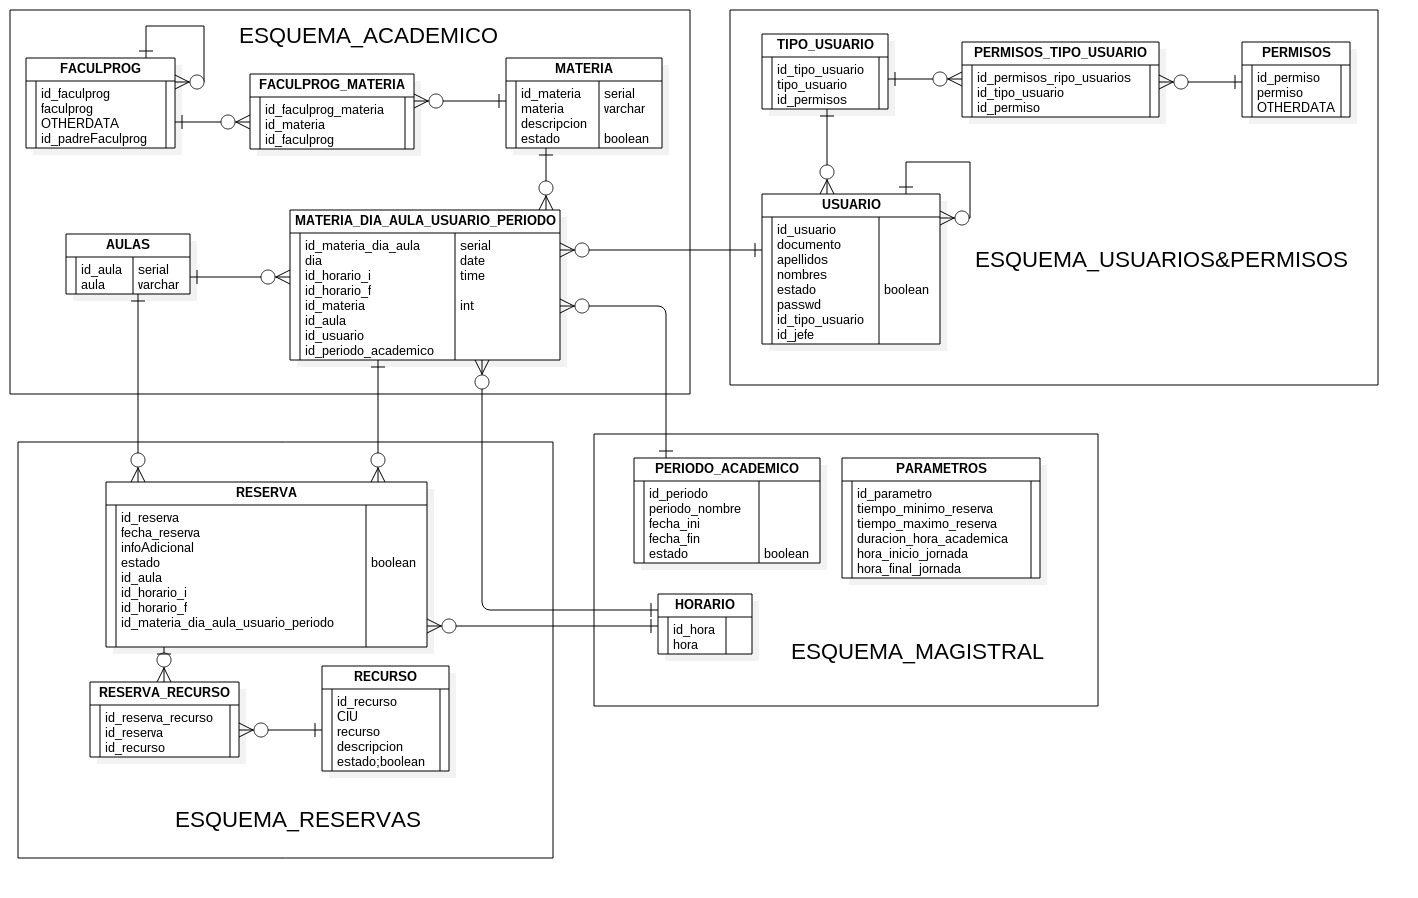 ESQUEMA_ACADEMICO
FACULPROG
id_faculprog
faculprog
OTHERDATA
id_padreFaculprog
FACULPROG_MATERIA
id_faculprog_materia
id_materia
id_faculprog
MATERIA
id_materia serial
materia varchar
descripcion
estado boolean
AULAS
id_aula serial
aula varchar
MATERIA_DIA_AULA_USUARIO_PERIODO
id_materia_dia_aula serial
dia date
id_horario_i time
id_horario_f
id_materia int
id_aula
id_usuario
id_periodo_academico
TIPO_USUARIO
id_tipo_usuario
tipo_usuario
id_permisos
PERMISOS_TIPO_USUARIO
id_permisos_ripo_usuarios
id_tipo_usuario
id_permiso
PERMISOS
id_permiso
permiso
OTHERDATA
USUARIO
id_usuario
documento
apellidos
nombres
estado boolean
passwd
id_tipo_usuario
id_jefe
ESQUEMA_USUARIOS&PERMISOS
RESERVA
id_reserva
fecha_reserva
infoAdicional
estado boolean
id_aula
id_horario_i
id_horario_f
id_materia_dia_aula_usuario_periodo
RESERVA_RECURSO
id_reserva_recurso
id_reserva
id_recurso
RECURSO
id_recurso
CIU
recurso
descripcion
estado;boolean
ESQUEMA_RESERVAS
PERIODO_ACADEMICO
id_periodo
periodo_nombre
fecha_ini
fecha_fin
estado boolean
PARAMETROS
id_parametro
tiempo_minimo_reserva
tiempo_maximo_reserva
duracion_hora_academica
hora_inicio_jornada
hora_final_jornada
HORARIO
id_hora
hora
ESQUEMA_MAGISTRAL